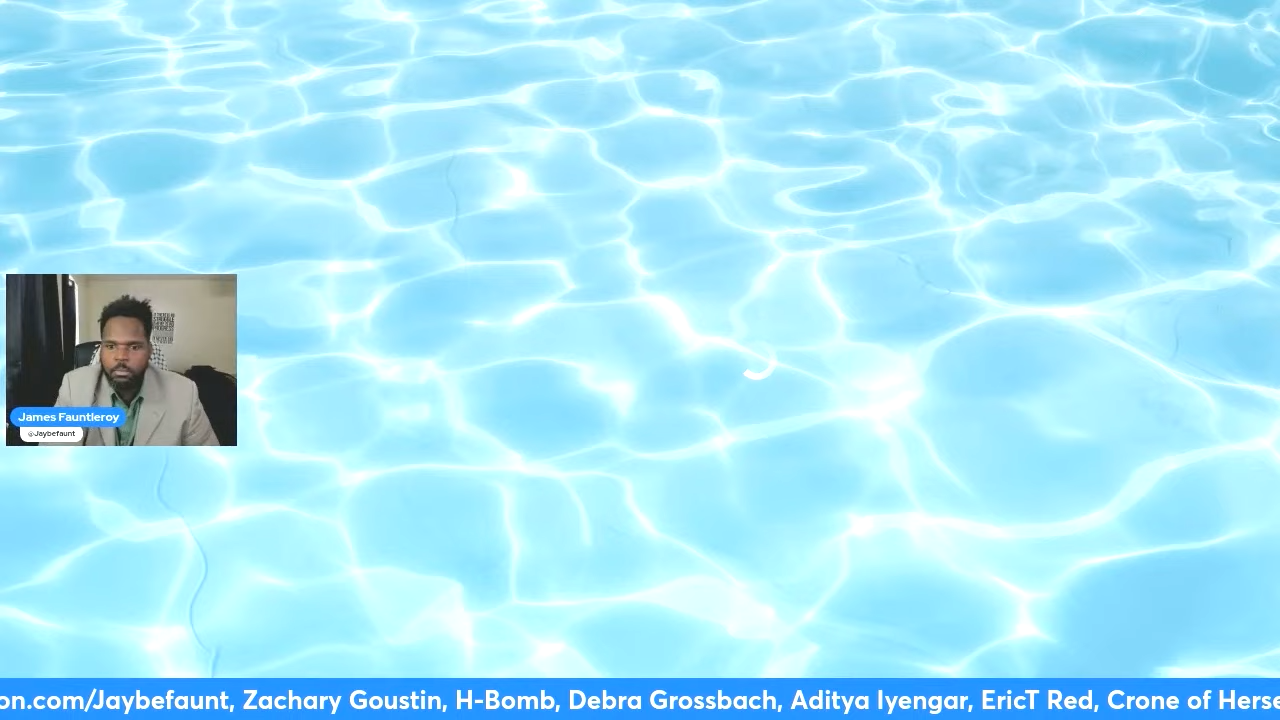 James Fauntleroy
@Jaybefaunt
on.com/Jaybefaunt, Zachary Goustin, H-Bomb, Debra Grossbach, Aditya Iyengar, EricT Red, Crone of Herse